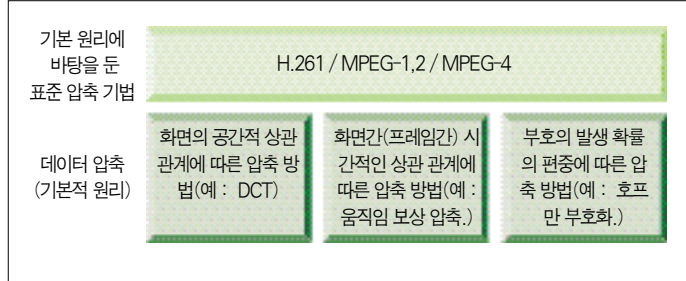 기본 원리에
바탕을 둔
표준 압축 기법
H.261 / MPEG-1,2 / MPEG-4
데이터 압축
(기본적 원리)
화면의 공간적 상관
관계에 따른 압축 방
법(예 : DCT)
화면간(프레임간) 시
간적인 상관 관계에
따른 압축 방법(예 :
움직임 보상 압축.)
부호의 발생 확률
의 편중에 따른 압
축 방법(예 : 호프
만 부호화.)